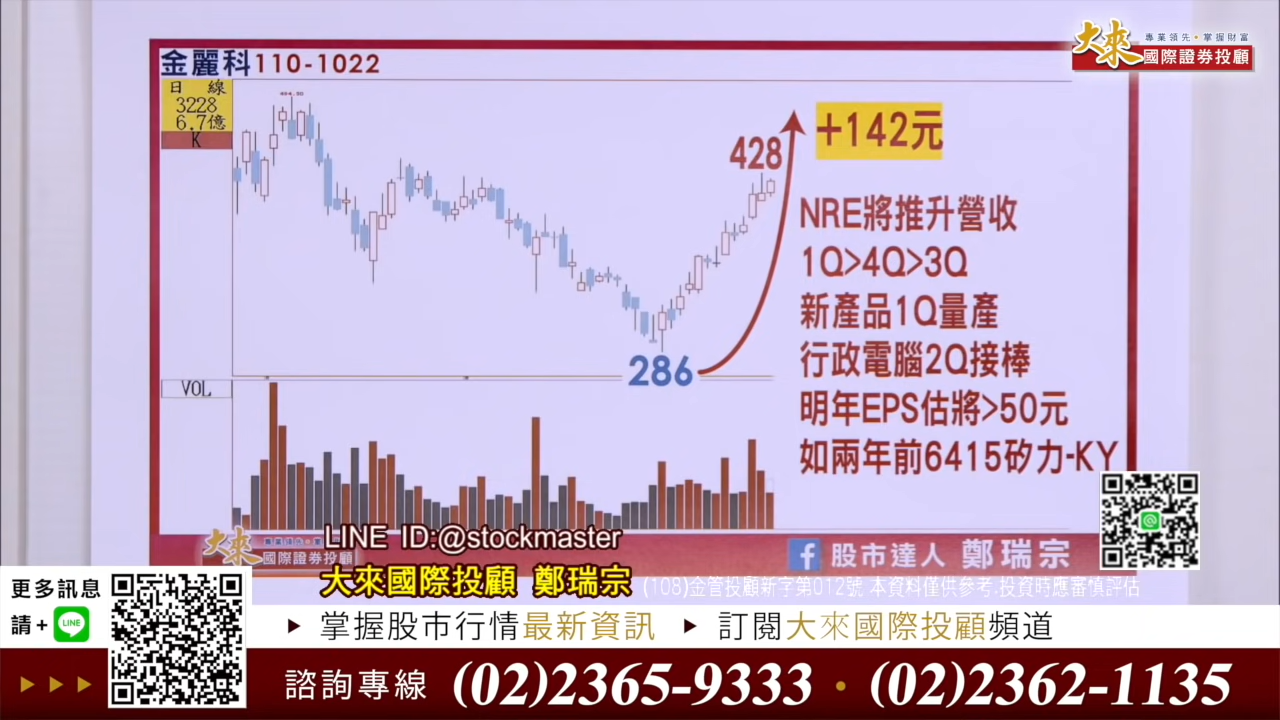 大來 專業領先•掌握財富
國際證券投顧
金麗科110-1022
日 線
3228
6.7億
K
428
+142元
NRE將推升營收
1Q>4Q>3Q
新產品1Q量產
286
行政電腦2Q接棒
VOL
明年EPS估將>50元
如兩年前6415矽力-KY
大來
國際證券投顧
LINE ID:@stockmaster
股市達人 鄭瑞宗
大來國際投顧 鄭瑞宗
(108)金管投顧新字第012號 本資料僅供參考.投資時應審慎評估
更多訊息
請+ LINE
掌握股市行情最新資訊 訂閱大來國際投顧頻道
諮詢專線 (02)2365-9333 • (02)2362-1135